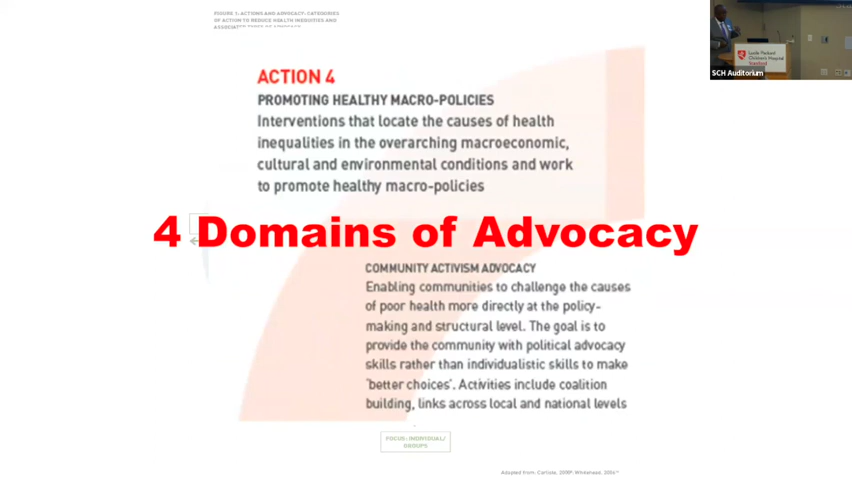 FIGURE 1: ACTIONS AND ADVOCACY: CATEGORIES
OF ACTION TO REDUCE HEALTH INEQUITIES AND
ACTION 4
PROMOTING HEALTHY MACRO-POLICIES
Interventions that locate the causes of health
inequalities in the overarching macroeconomic,
cultural and environmental conditions and work
to promote healthy macro-policies
4 Domains of Advocacy
COMMUNITY ACTIVISM ADVOCACY
Enabling communities to challenge the causes
of poor health more directly at the policy-
making and structural level. The goal is to
provide the community with political advocacy
skills rather than individualistic skills to make
'better choices'. Activities include coalition
building, links across local and national levels
FOCUS: INDIVIDUAL/
GROUPS
Adapted from: Carlisle, 2000; Whitehead,
Lucile Packard
Children's Hospital
Stanford
SCH Auditorium